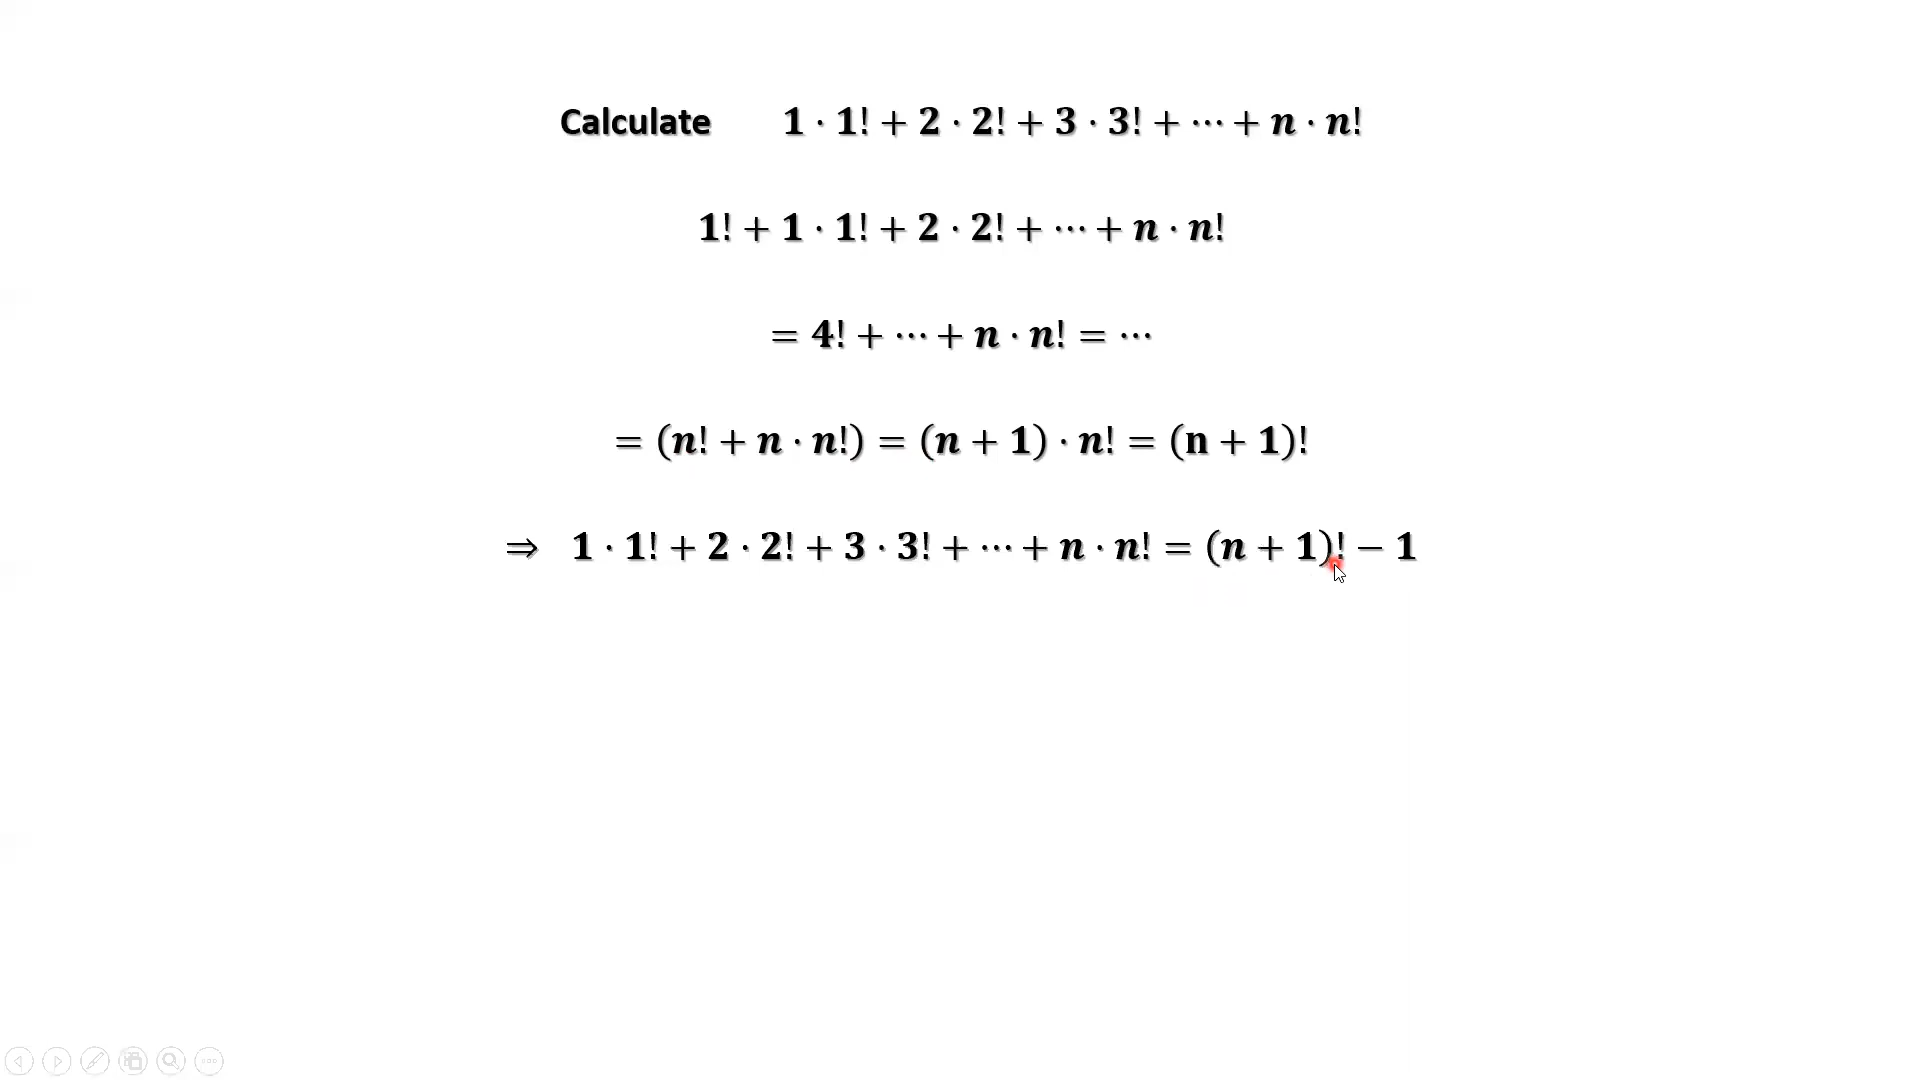 Calculate 1 · 1! + 2 · 2! + 3 · 3! + ⋯ + n · n!
1! + 1 · 1! + 2 · 2! + ⋯ + n · n!
= 4! + ⋯ + n · n! = ⋯
= (n! + n · n!) = (n + 1) · n! = (n + 1)!
⇒ 1 · 1! + 2 · 2! + 3 · 3! + ⋯ + n · n! = (n + 1)! − 1